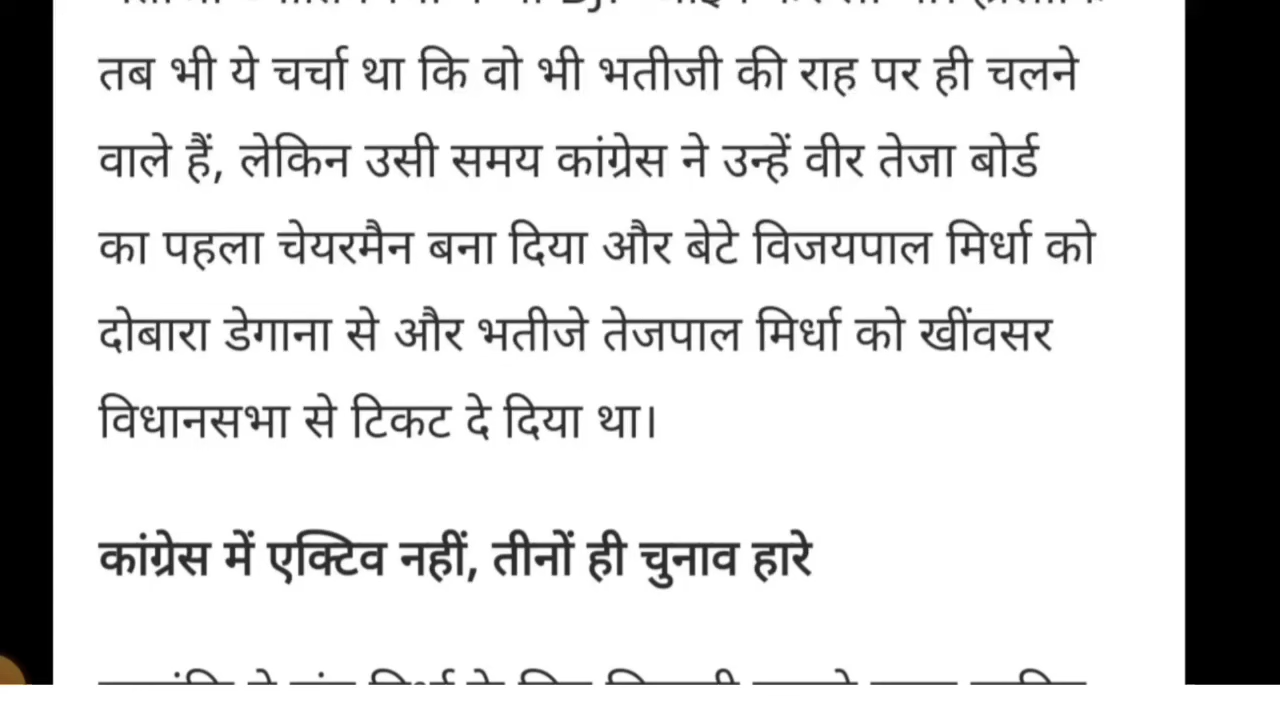 तब भी ये चर्चा था कि वो भी भतीजी की राह पर ही चलने
वाले हैं, लेकिन उसी समय कांग्रेस ने उन्हें वीर तेजा बोर्ड
का पहला चेयरमैन बना दिया और बेटे विजयपाल मिर्धा को
दोबारा डेगाना से और भतीजे तेजपाल मिर्धा को खींवसर
विधानसभा से टिकट दे दिया था।
कांग्रेस में एक्टिव नहीं, तीनों ही चुनाव हारे